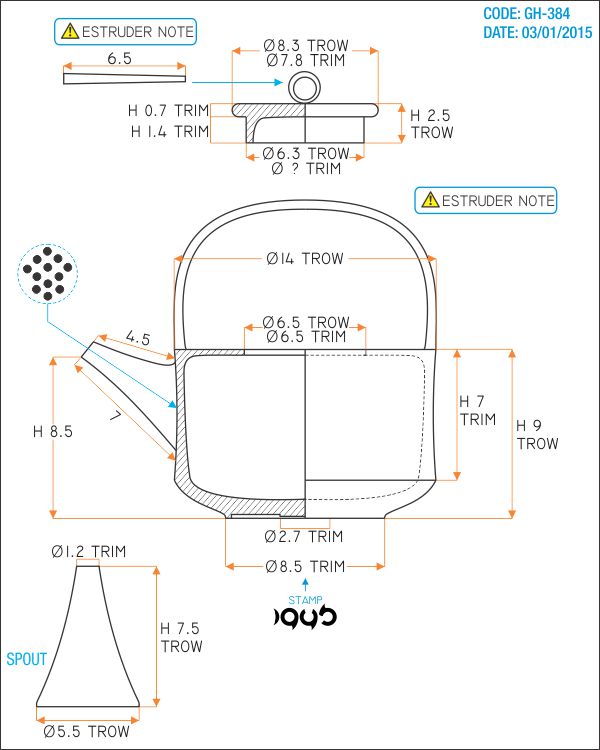 CODE: GH-384
DATE: 03/01/2015
ESTRUDER NOTE
6.5
Ø8.3 TROW
Ø7.8 TRIM
H 0.7 TRIM
H 1.4 TRIM
H 2.5
TROW
Ø6.3 TROW
Ø ? TRIM
ESTRUDER NOTE
Ø14 TROW
Ø6.5 TROW
Ø6.5 TRIM
4.5
7
H 8.5
H 7
TRIM
H 9
TROW
Ø2.7 TRIM
Ø8.5 TRIM
STAMP
Ø1.2 TRIM
H 7.5
TROW
SPOUT
Ø5.5 TROW